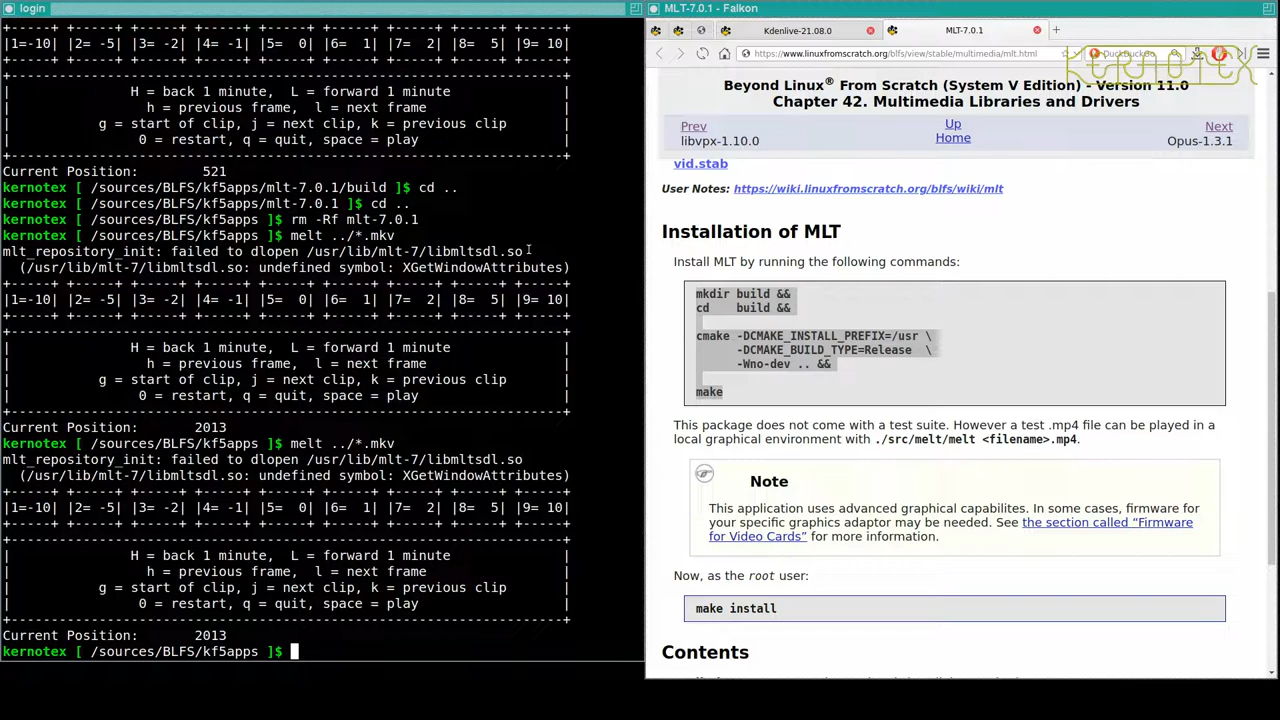 login
+-----+ +-----+ +-----+ +-----+ +-----+ +-----+ +-----+ +-----+ +-----+
|1=-10| |2= -5| |3= -2| |4= -1| |5=  0| |6=  1| |7=  2| |8=  5| |9= 10|
+-----+ +-----+ +-----+ +-----+ +-----+ +-----+ +-----+ +-----+ +-----+
+---------------------------------------------------------------------+
|               H = back 1 minute,  L = forward 1 minute              |
|                 h = previous frame,  l = next frame                 |
|           g = start of clip, j = next clip, k = previous clip       |
|                0 = restart, q = quit, space = play                  |
+---------------------------------------------------------------------+
Current Position:       521
kernotex [ /sources/BLFS/kf5apps/mlt-7.0.1/build ]$ cd ..
kernotex [ /sources/BLFS/kf5apps/mlt-7.0.1 ]$ cd ..
kernotex [ /sources/BLFS/kf5apps ]$ rm -Rf mlt-7.0.1
kernotex [ /sources/BLFS/kf5apps ]$ melt ../*.mkv
mlt_repository_init: failed to dlopen /usr/lib/mlt-7/libmltsdl.so
  (/usr/lib/mlt-7/libmltsdl.so: undefined symbol: XGetWindowAttributes)
+-----+ +-----+ +-----+ +-----+ +-----+ +-----+ +-----+ +-----+ +-----+
|1=-10| |2= -5| |3= -2| |4= -1| |5=  0| |6=  1| |7=  2| |8=  5| |9= 10|
+-----+ +-----+ +-----+ +-----+ +-----+ +-----+ +-----+ +-----+ +-----+
+---------------------------------------------------------------------+
|               H = back 1 minute,  L = forward 1 minute              |
|                 h = previous frame,  l = next frame                 |
|           g = start of clip, j = next clip, k = previous clip       |
|                0 = restart, q = quit, space = play                  |
+---------------------------------------------------------------------+
Current Position:       2013
kernotex [ /sources/BLFS/kf5apps ]$ melt ../*.mkv
mlt_repository_init: failed to dlopen /usr/lib/mlt-7/libmltsdl.so
  (/usr/lib/mlt-7/libmltsdl.so: undefined symbol: XGetWindowAttributes)
+-----+ +-----+ +-----+ +-----+ +-----+ +-----+ +-----+ +-----+ +-----+
|1=-10| |2= -5| |3= -2| |4= -1| |5=  0| |6=  1| |7=  2| |8=  5| |9= 10|
+-----+ +-----+ +-----+ +-----+ +-----+ +-----+ +-----+ +-----+ +-----+
+---------------------------------------------------------------------+
|               H = back 1 minute,  L = forward 1 minute              |
|                 h = previous frame,  l = next frame                 |
|           g = start of clip, j = next clip, k = previous clip       |
|                0 = restart, q = quit, space = play                  |
+---------------------------------------------------------------------+
Current Position:       2013
kernotex [ /sources/BLFS/kf5apps ]$
MLT-7.0.1 - Falkon
Kdenlive-21.08.0
MLT-7.0.1
https://www.linuxfromscratch.org/blfs/view/stable/multimedia/mlt.html
DuckDuckGo
KERNOTEX
Beyond Linux® From Scratch (System V Edition) - Version 11.0
Chapter 42. Multimedia Libraries and Drivers
Prev Up Next
libvpx-1.10.0 Home Opus-1.3.1
vid.stab
User Notes: https://wiki.linuxfromscratch.org/blfs/wiki/mlt
Installation of MLT
Install MLT by running the following commands:
mkdir build &&
cd    build &&
cmake -DCMAKE_INSTALL_PREFIX=/usr \
      -DCMAKE_BUILD_TYPE=Release  \
      -Wno-dev .. &&
make
This package does not come with a test suite. However a test .mp4 file can be played in a
local graphical environment with ./src/melt/melt <filename>.mp4.
Note
This application uses advanced graphical capabilites. In some cases, firmware for
your specific graphics adaptor may be needed. See the section called “Firmware
for Video Cards” for more information.
Now, as the root user:
make install
Contents